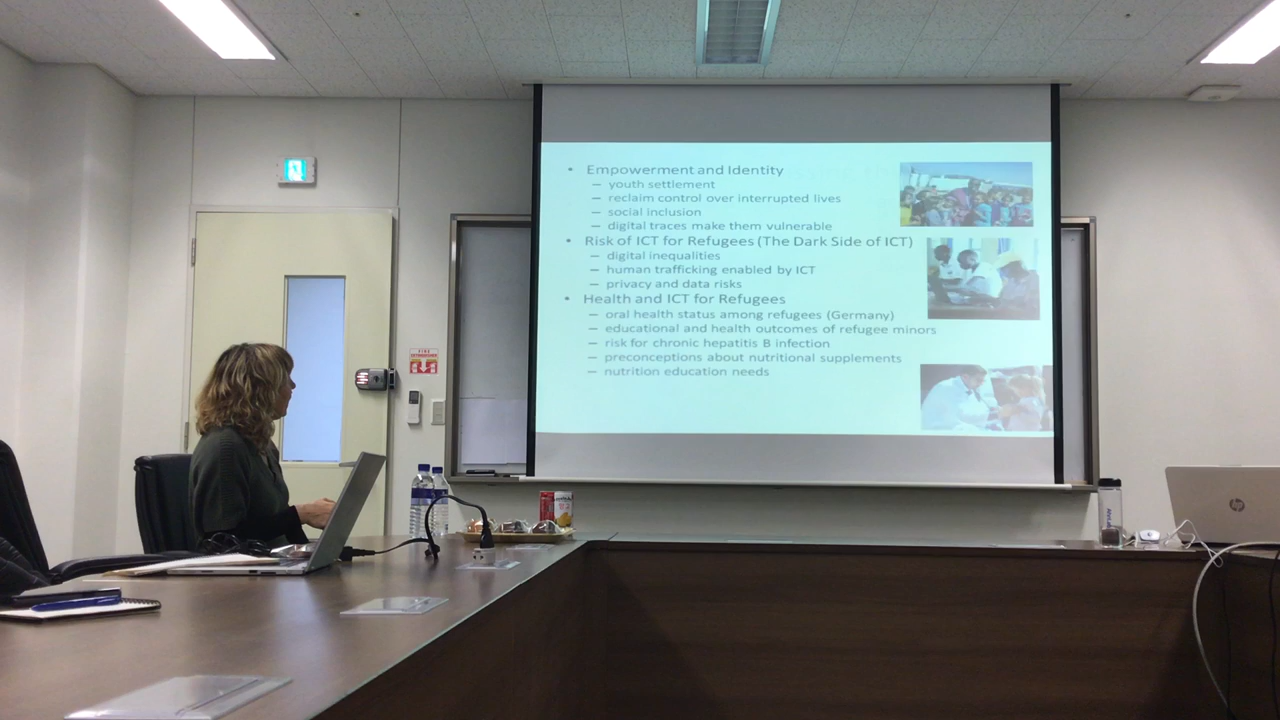 • Empowerment and Identity
– youth settlement
– reclaim control over interrupted lives
– social inclusion
– digital traces make them vulnerable
• Risk of ICT for Refugees (The Dark Side of ICT)
– digital inequalities
– human trafficking enabled by ICT
– privacy and data risks
• Health and ICT for Refugees
– oral health status among refugees (Germany)
– educational and health outcomes of refugee minors
– risk for chronic hepatitis B infection
– preconceptions about nutritional supplements
– nutrition education needs
FIRE
EXTINGUISHER
hp